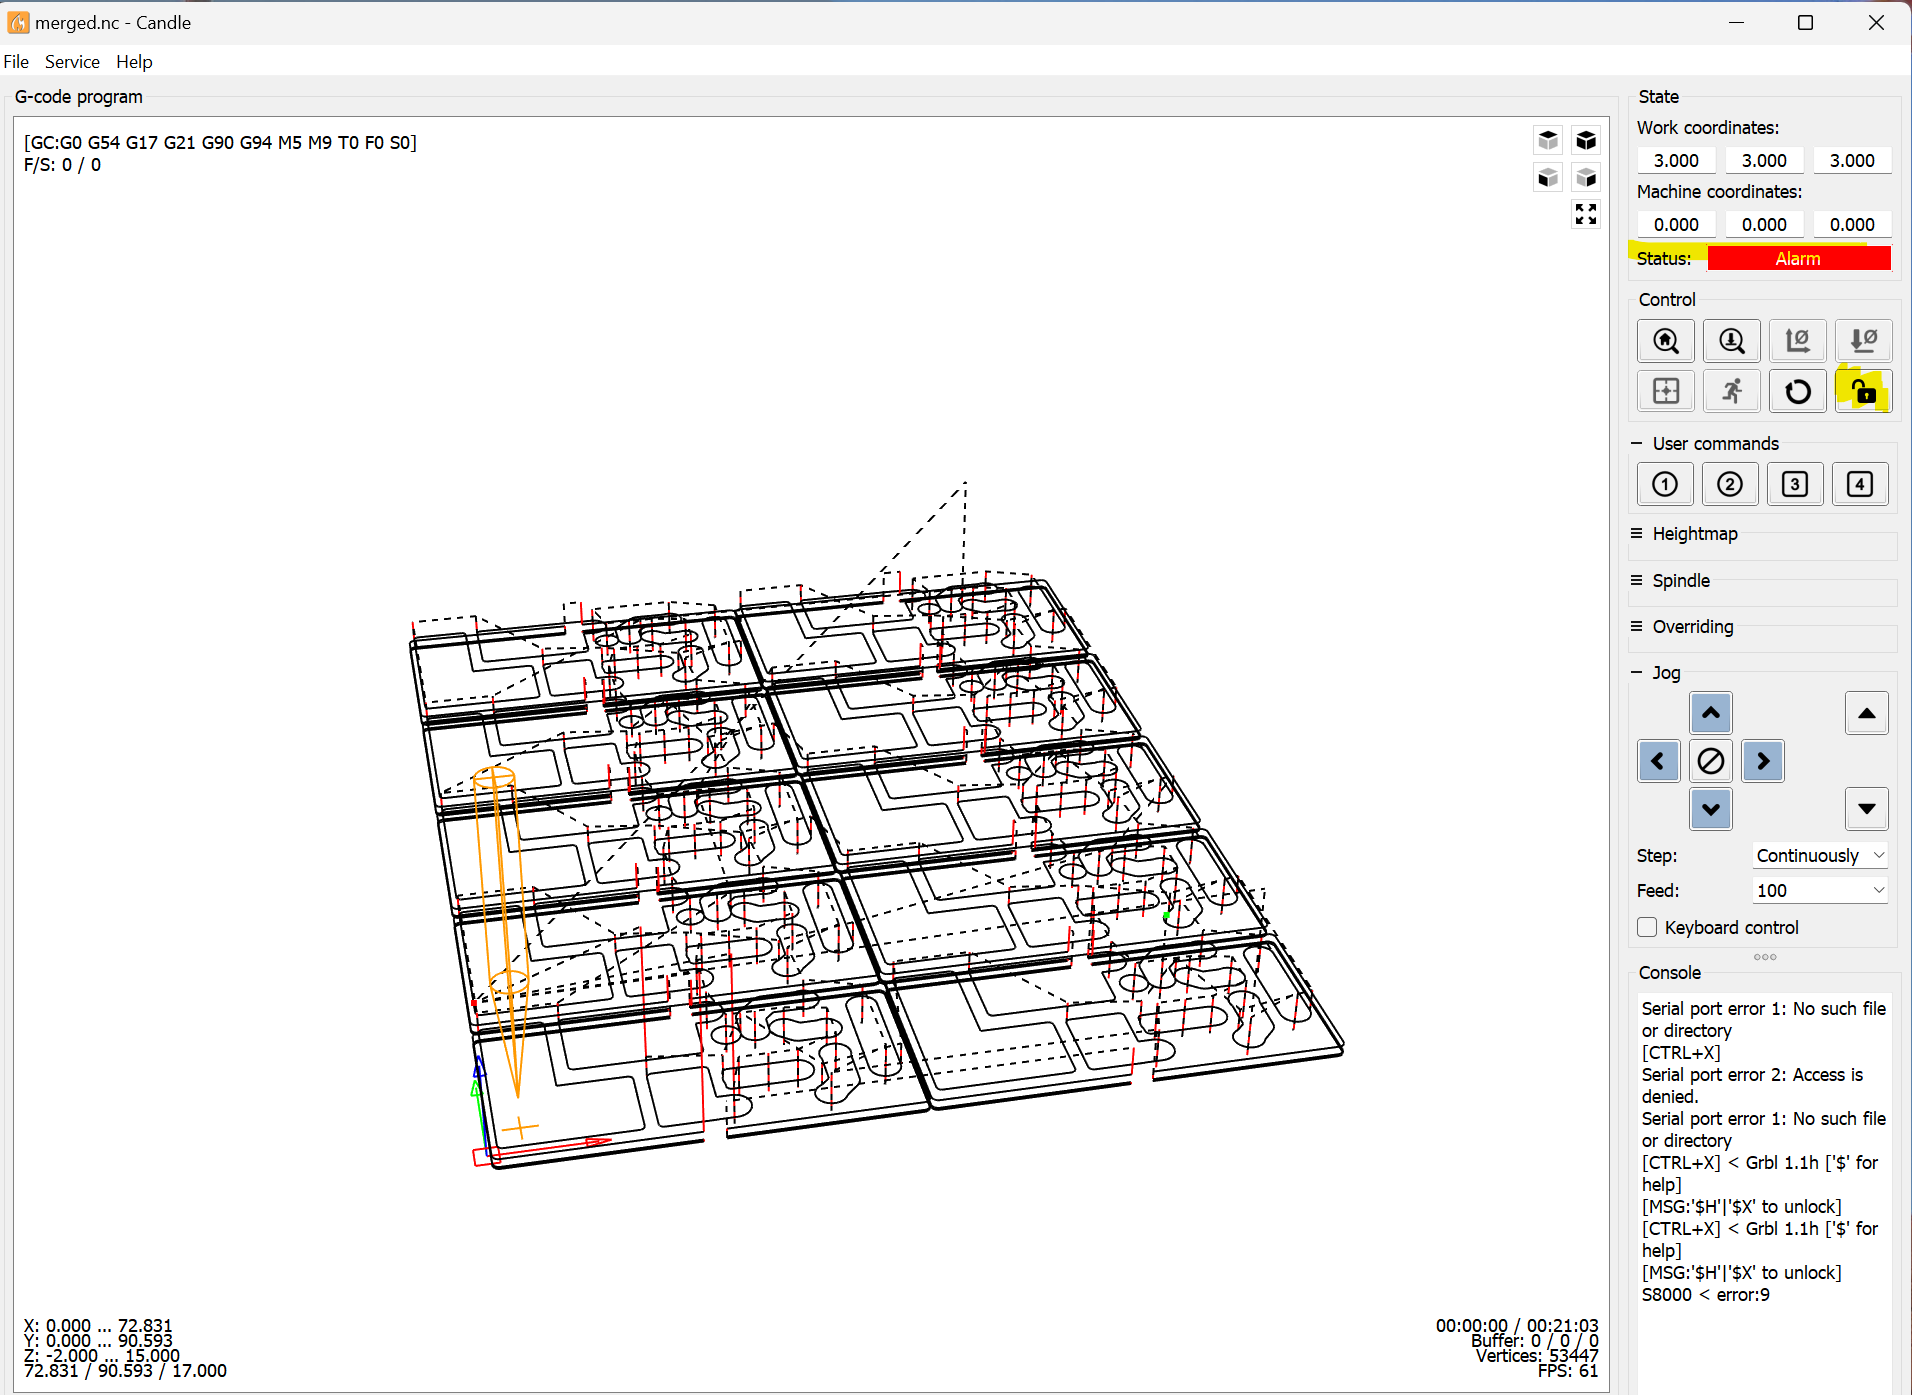 merged.nc - Candle
File Service Help
G-code program
[GC:G0 G54 G17 G21 G90 G94 M5 M9 T0 F0 S0]
F/S: 0 / 0
State
Work coordinates:
3.000 3.000 3.000
Machine coordinates:
0.000 0.000 0.000
Status: Alarm
Control
User commands
1 2 3 4
Heightmap
Spindle
Overriding
Jog
Step: Continuously
Feed: 100
Keyboard control
Console
Serial port error 1: No such file
or directory
[CTRL+X]
Serial port error 2: Access is
denied.
Serial port error 1: No such file
or directory
[CTRL+X] < Grbl 1.1h ['$' for
help]
[MSG:'$H'|'$X' to unlock]
[CTRL+X] < Grbl 1.1h ['$' for
help]
[MSG:'$H'|'$X' to unlock]
S8000 < error:9
X: 0.000 ... 72.831
Y: 0.000 ... 90.593
Z: -2.000 ... 15.000
72.831 / 90.593 / 17.000
00:00:00 / 00:21:03
Buffer: 0 / 0 / 0
Vertices: 53447
FPS: 61